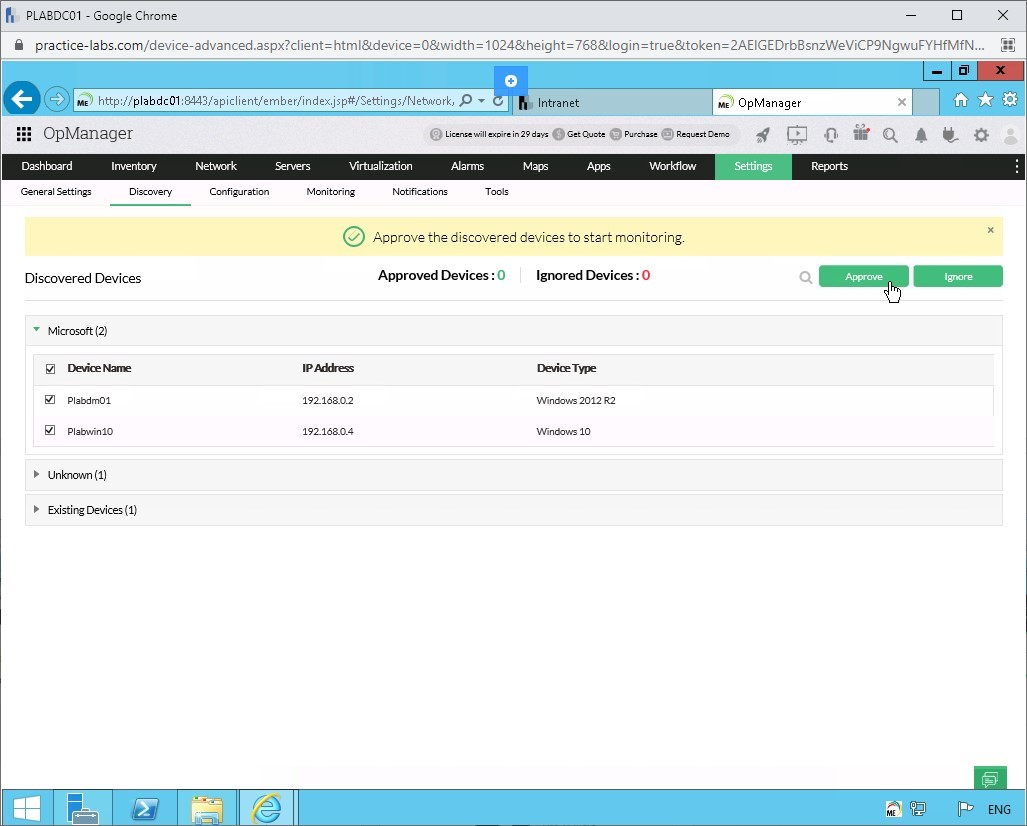 PLABDC01 - Google Chrome
practice-labs.com/device-advanced.aspx?client=html&device=0&width=1024&height=768&login=true&token=2AEIGEDrbBsnzWeViCP9NgwuFYHfMfN...
ME http://plabdc01:8443/apiclient/ember/index.jsp#/Settings/Network, Intranet ME OpManager
OpManager License will expire in 29 days Get Quote Purchase Request Demo
Dashboard Inventory Network Servers Virtualization Alarms Maps Apps Workflow Settings Reports
General Settings Discovery Configuration Monitoring Notifications Tools
Approve the discovered devices to start monitoring.
Discovered Devices Approved Devices : 0 Ignored Devices : 0 Approve Ignore
Microsoft (2)
Device Name IP Address Device Type
Plabdm01 192.168.0.2 Windows 2012 R2
Plabwin10 192.168.0.4 Windows 10
Unknown (1)
Existing Devices (1)
ME ENG